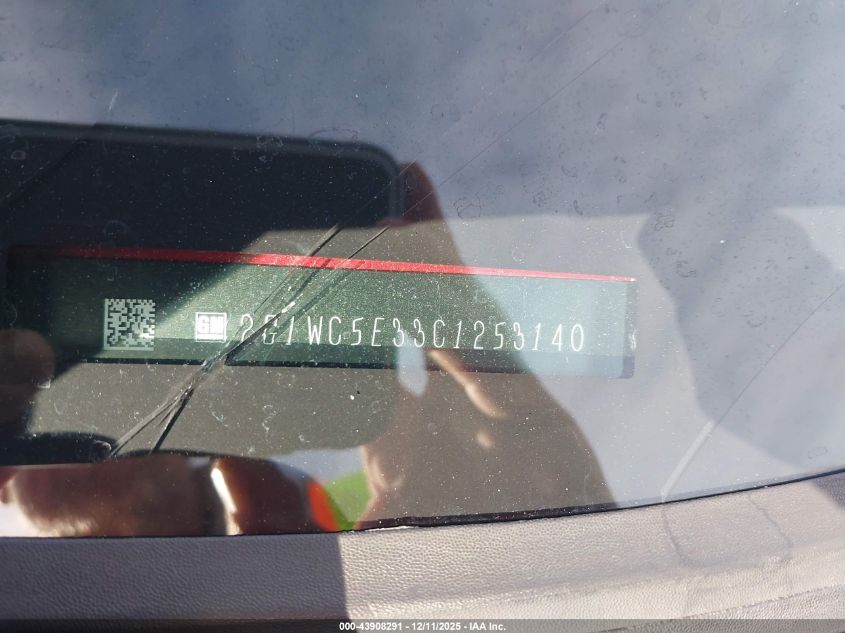 GM 2G1WC5E33C1253140
000-43908291 - 12/11/2025 - IAA Inc.